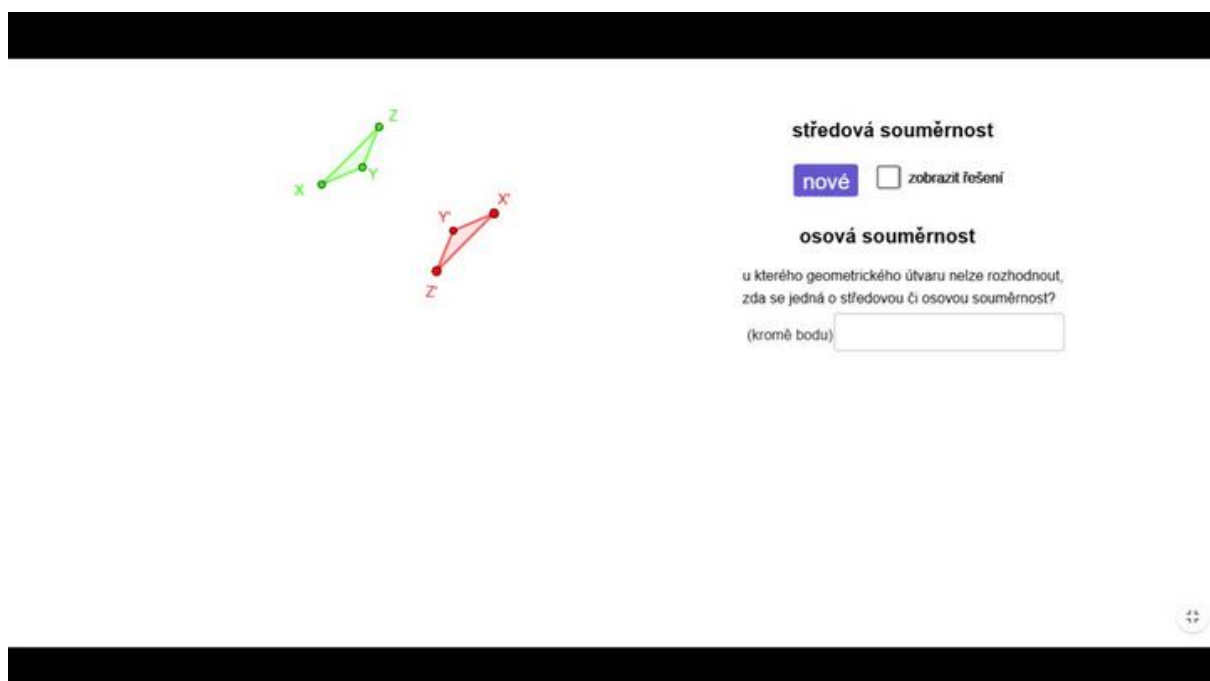 Z
X
Y
X'
Y'
Z'
středová souměrnost
nové
zobrazit řešení
osová souměrnost
u kterého geometrického útvaru nelze rozhodnout,
zda se jedná o středovou či osovou souměrnost?
(kromě bodu)